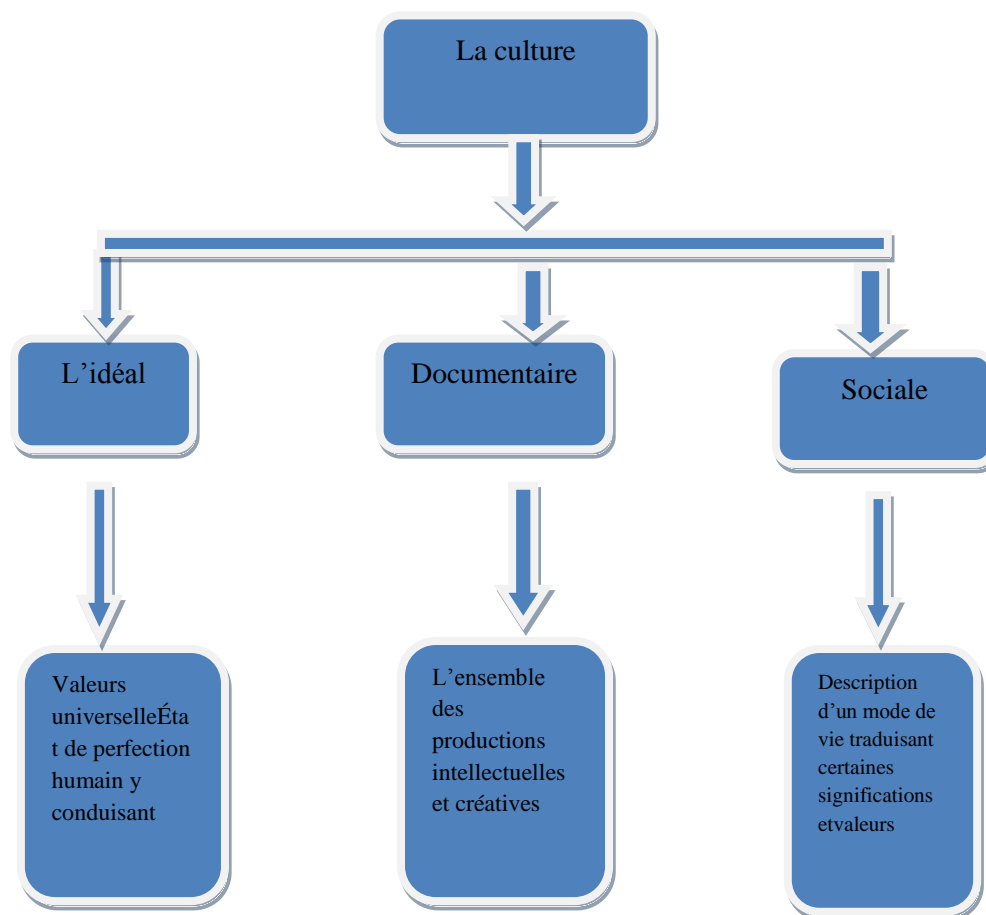 La culture
L’idéal
Documentaire
Sociale
Valeurs
universelleÉta
t de perfection
humain y
conduisant
L’ensemble
des
productions
intellectuelles
et créatives
Description
d’un mode de
vie traduisant
certaines
significations
etvaleurs